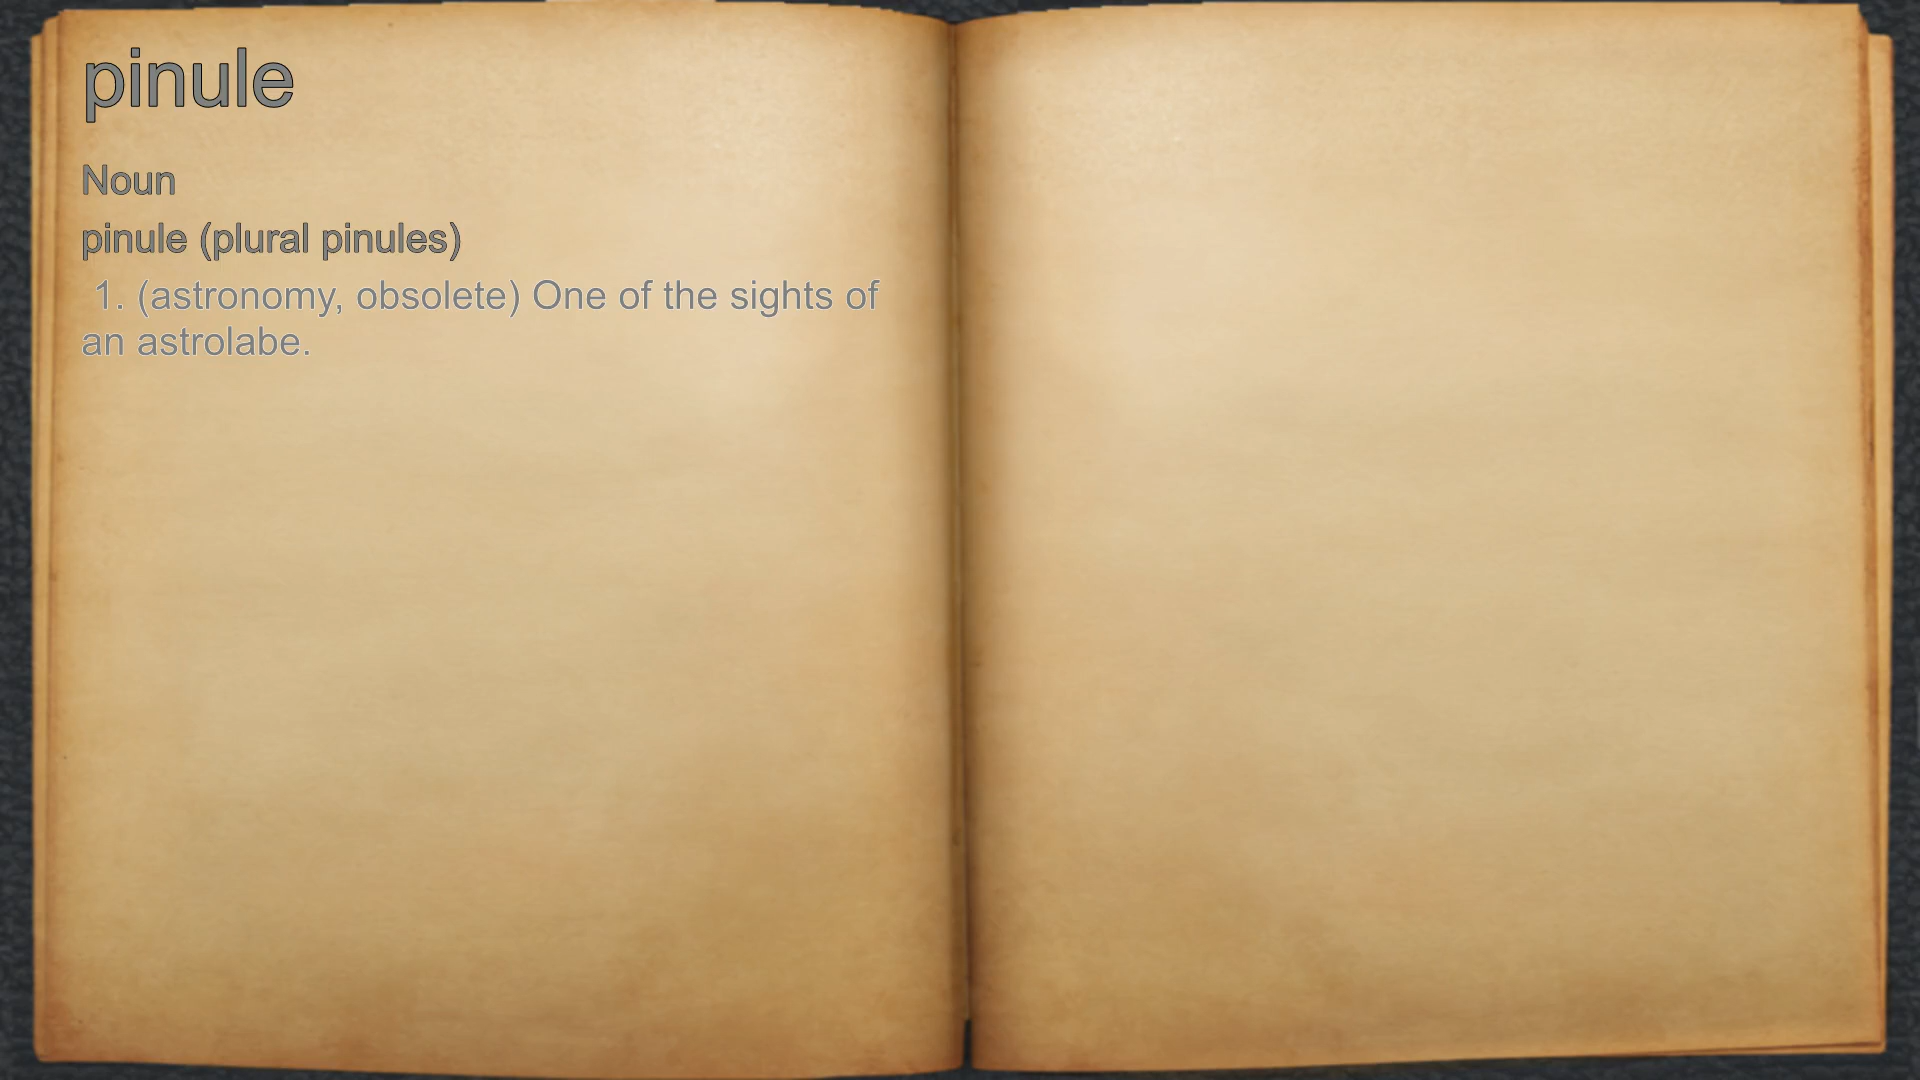 pinule
Noun
pinule (plural pinules)
1. (astronomy, obsolete) One of the sights of
an astrolabe.